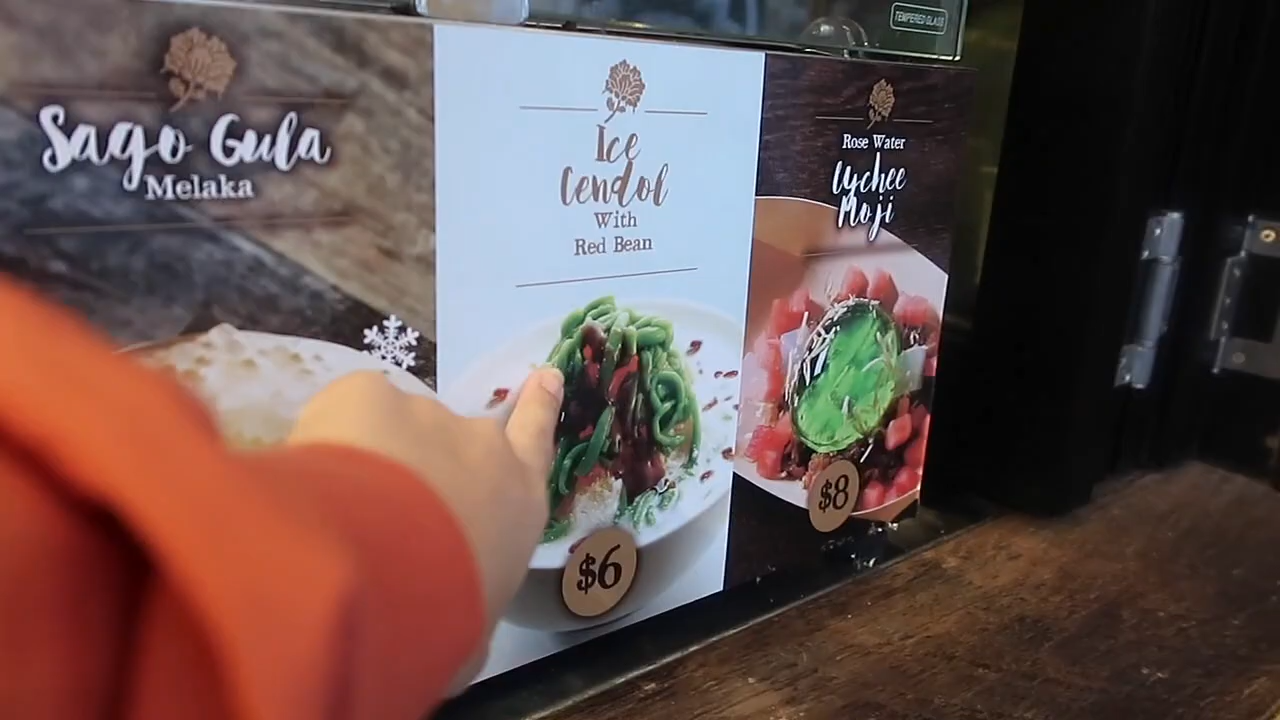 TEMPERED GLASS
Sago Gula
Melaka
Ice
Cendol
With
Red Bean
$6
Rose Water
Lychee
Moji
$8